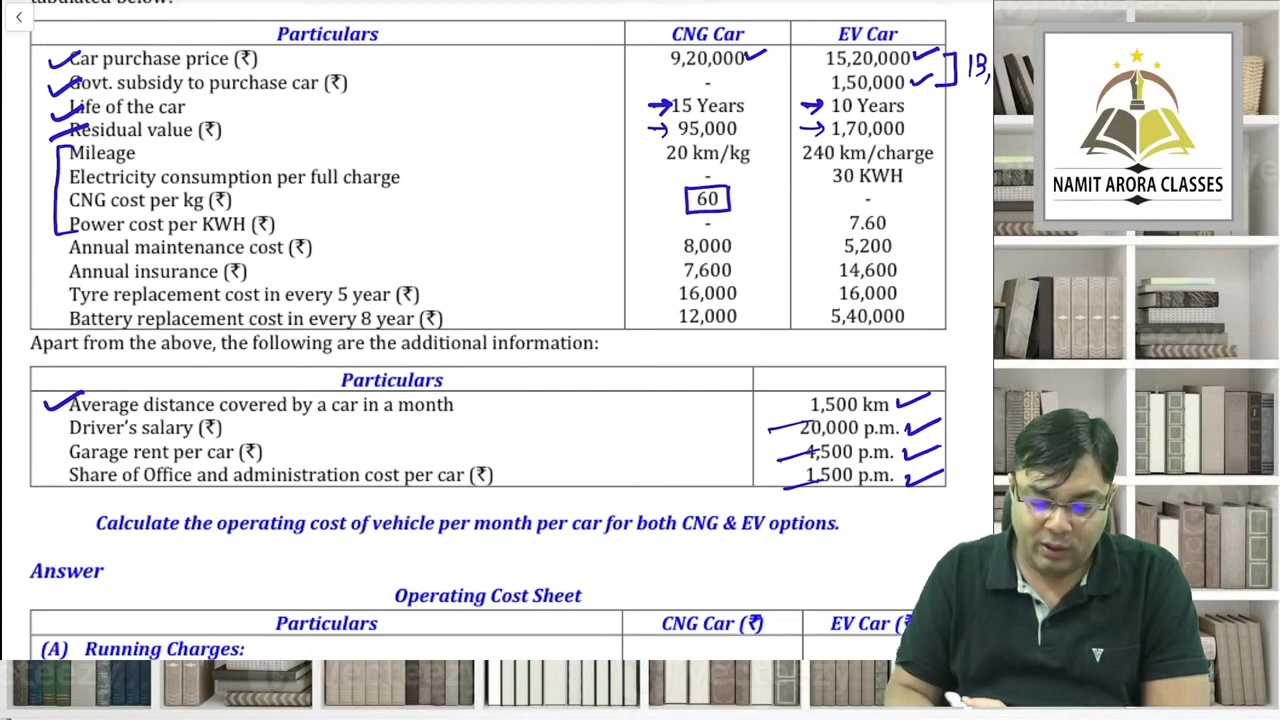 tabulated below:
Particulars CNG Car EV Car
Car purchase price (₹) 9,20,000 15,20,000
Govt. subsidy to purchase car (₹) - 1,50,000
13,
Life of the car 15 Years 10 Years
Residual value (₹) 95,000 1,70,000
Mileage 20 km/kg 240 km/charge
Electricity consumption per full charge - 30 KWH
CNG cost per kg (₹) 60 -
Power cost per KWH (₹) - 7.60
Annual maintenance cost (₹) 8,000 5,200
Annual insurance (₹) 7,600 14,600
Tyre replacement cost in every 5 year (₹) 16,000 16,000
Battery replacement cost in every 8 year (₹) 12,000 5,40,000
Apart from the above, the following are the additional information:
Particulars
Average distance covered by a car in a month 1,500 km
Driver's salary (₹) 20,000 p.m.
Garage rent per car (₹) 4,500 p.m.
Share of Office and administration cost per car (₹) 1,500 p.m.
Calculate the operating cost of vehicle per month per car for both CNG & EV options.
Answer
Operating Cost Sheet
Particulars CNG Car (₹) EV Car (₹
(A) Running Charges:
NAMIT ARORA CLASSES